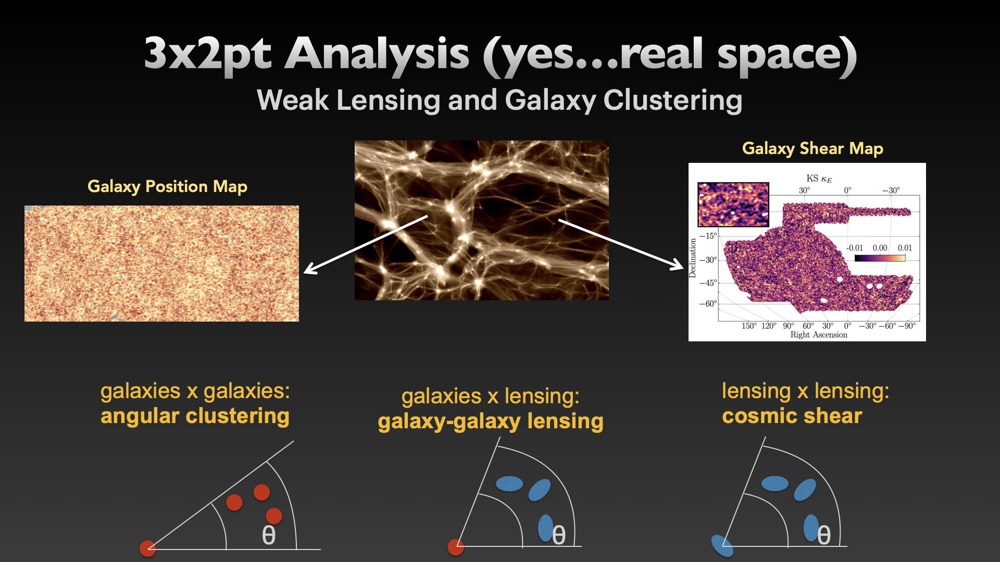 3x2pt Analysis (yes...real space)
Weak Lensing and Galaxy Clustering
Galaxy Position Map
Galaxy Shear Map
KS κE
30° 0° −30°
−15°
−30°
−45°
−60°
Declination
-0.01 0.00 0.01
150° 120° 90° 60° 30° 0° −30° −60° −90°
Right Ascension
galaxies x galaxies:
angular clustering
galaxies x lensing:
galaxy-galaxy lensing
lensing x lensing:
cosmic shear
θ
θ
θ